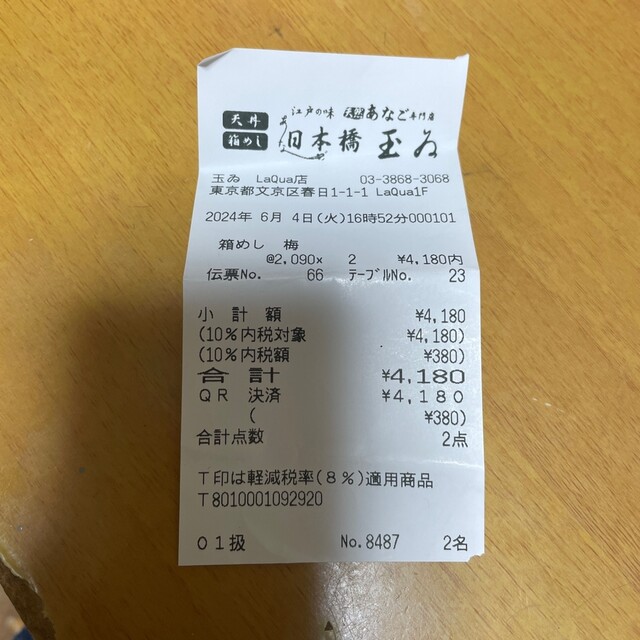 江戸の味 天然あなご専門店
天丼
箱めし
あなご
日本橋 玉ゐ
玉ゐ LaQua店 03-3868-3068
東京都文京区春日1-1-1 LaQua1F
2024年 6月 4日(火)16時52分000101
箱めし 梅
@2,090× 2 ¥4,180内
伝票No. 66 テーブルNo. 23
小 計 額 ¥4,180
(10%内税対象 ¥4,180)
(10%内税額 ¥380)
合 計 ¥4,180
QR 決済 ¥4,180
( ¥380)
合計点数 2点
T印は軽減税率(8%)適用商品
T8010001092920
01扱 No.8487 2名